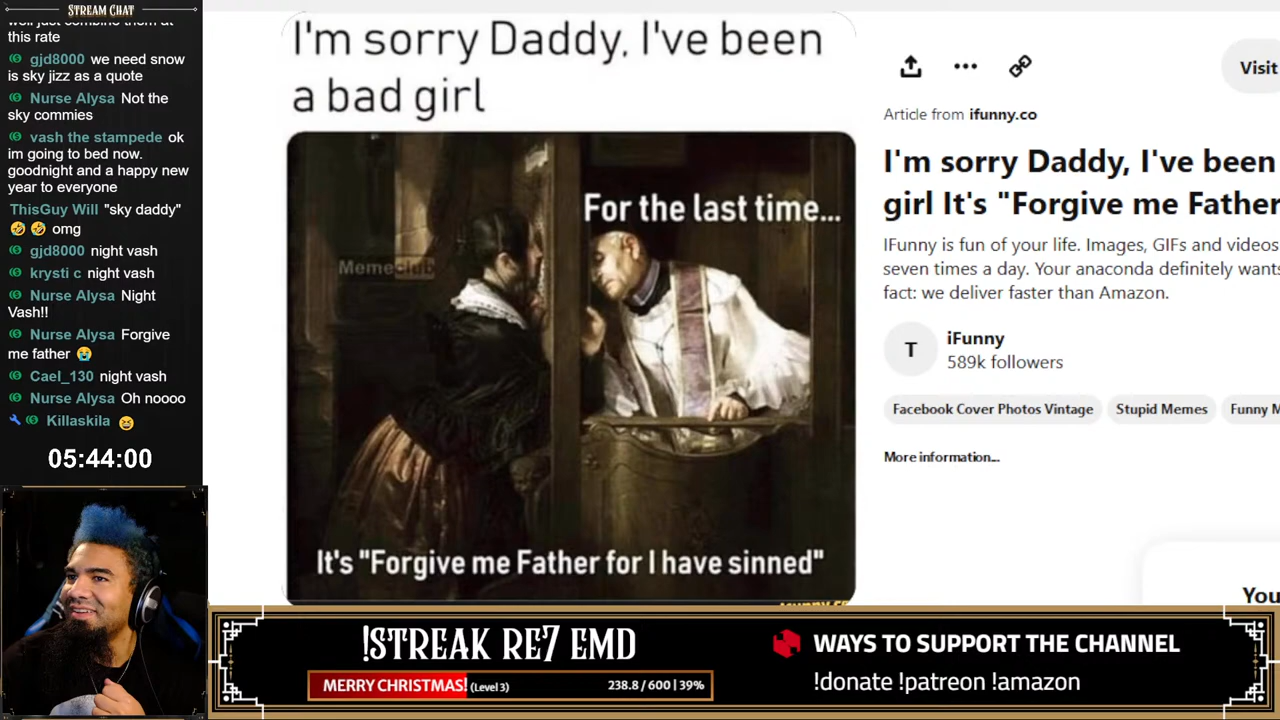 STREAM CHAT
well just combine them at
this rate
gjd8000 we need snow
is sky jizz as a quote
Nurse Alysa Not the
sky commies
vash the stampede ok
im going to bed now.
goodnight and a happy new
year to everyone
ThisGuy Will "sky daddy"
🤣 🤣 omg
gjd8000 night vash
krysti c night vash
Nurse Alysa Night
Vash!!
Nurse Alysa Forgive
me father 😭
Cael_130 night vash
Nurse Alysa Oh noooo
Killaskila 😆
05:44:00
I'm sorry Daddy, I've been
a bad girl
For the last time...
Memeclub
It's "Forgive me Father for I have sinned"
Visit
Article from ifunny.co
I'm sorry Daddy, I've been
girl It's "Forgive me Father
IFunny is fun of your life. Images, GIFs and videos
seven times a day. Your anaconda definitely wants
fact: we deliver faster than Amazon.
T
iFunny
589k followers
Facebook Cover Photos Vintage
Stupid Memes
Funny M
More information...
You
!STREAK RE7 EMD
MERRY CHRISTMAS! (Level 3)
238.8 / 600 | 39%
WAYS TO SUPPORT THE CHANNEL
!donate !patreon !amazon